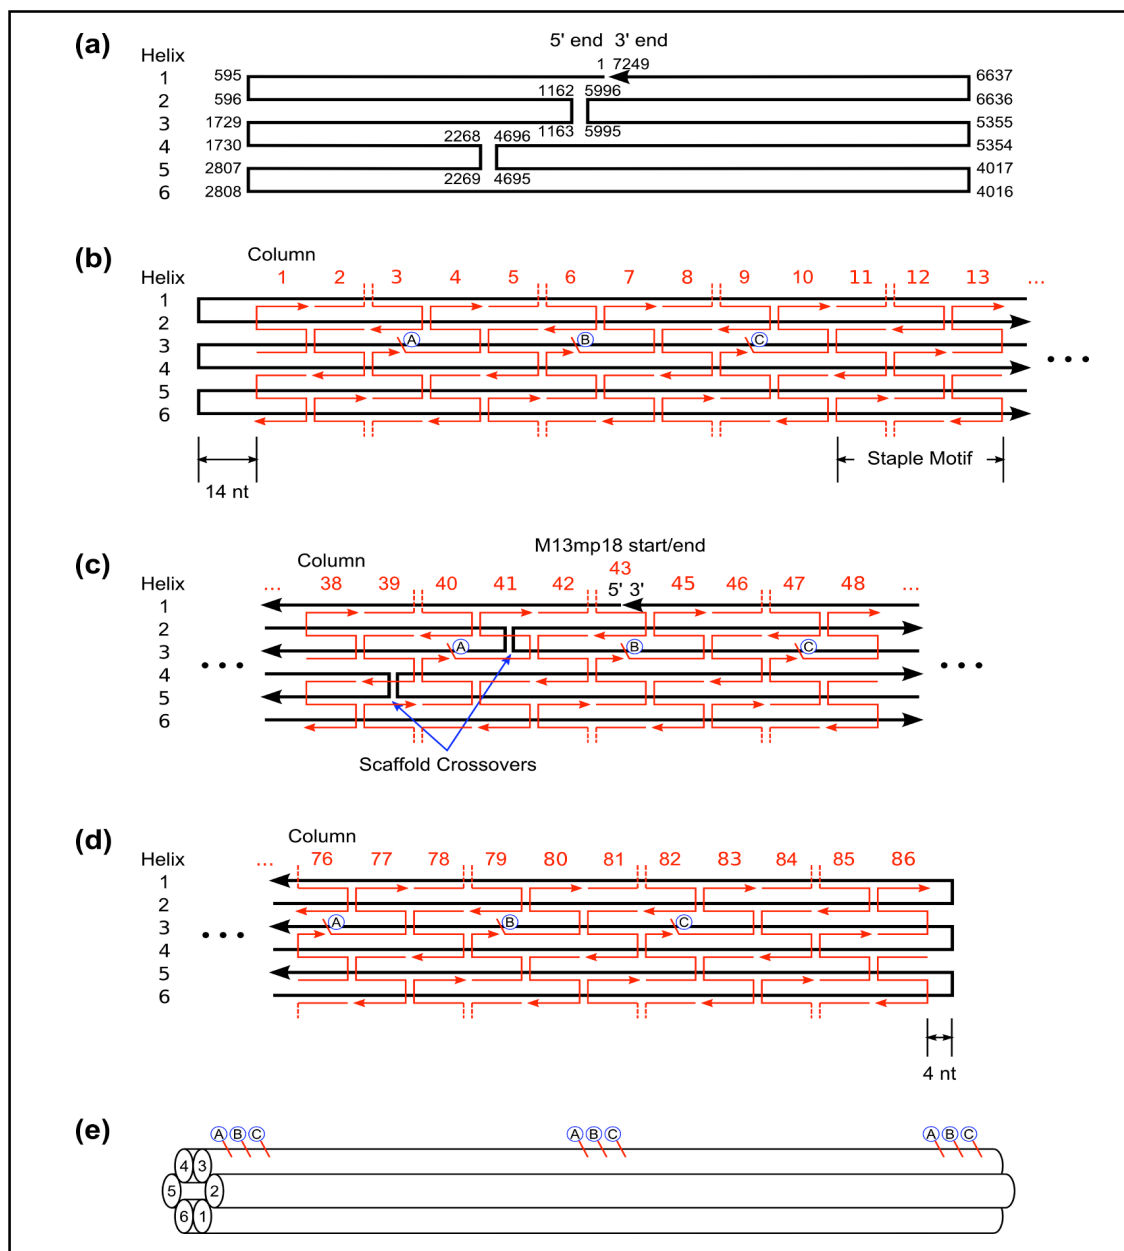 (a)
Helix
5' end 3' end
1 7249
1 595 6637
2 596 1162 5996 6636
3 1729 1163 5995 5355
4 1730 2268 4696 5354
5 2807 2269 4695 4017
6 2808 4016
(b)
Column
Helix 1 2 3 4 5 6 7 8 9 10 11 12 13 ...
1
2
3 A B C
4
5
6
14 nt
Staple Motif
(c)
M13mp18 start/end
Column
Helix ... 38 39 40 41 42 43 45 46 47 48 ...
1 5' 3'
2
3 A B C
4
5
6
Scaffold Crossovers
(d)
Column
Helix ... 76 77 78 79 80 81 82 83 84 85 86
1
2
3 A B C
4
5
6
4 nt
(e)
A B C A B C A B C
4 3
5 2
6 1